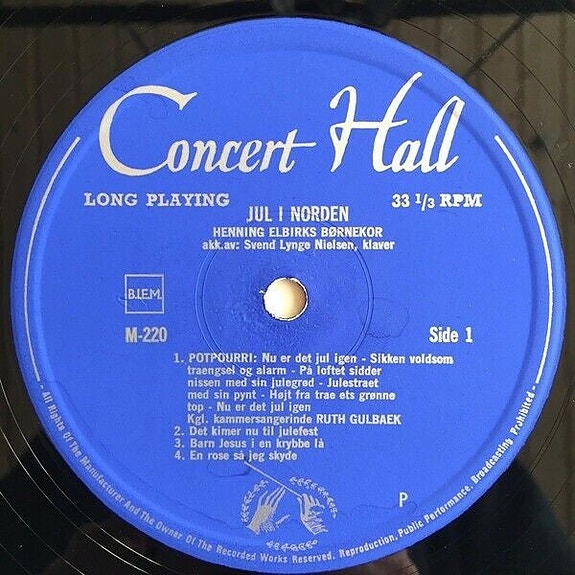 Concert Hall
LONG PLAYING 33 1/3 RPM
JUL I NORDEN
HENNING ELBIRKS BØRNEKOR
akk.av: Svend Lynge Nielsen, klaver
B.I.E.M.
M-220 Side 1
1. POTPOURRI: Nu er det jul igen - Sikken voldsom
traengsel og alarm - På loftet sidder
nissen med sin julegrød - Julestraet
med sin pynt - Højt fra trae ets grønne
top - Nu er det jul igen
Kgl. kammersangerinde RUTH GULBAEK
2. Det kimer nu til julefest
3. Barn Jesus i en krybbe lå
4. En rose så jeg skyde
P
- All Rights Of The Manufacturer And The Owner Of The Recorded Works Reserved. Reproduction, Public Performance, Broadcasting Prohibited -